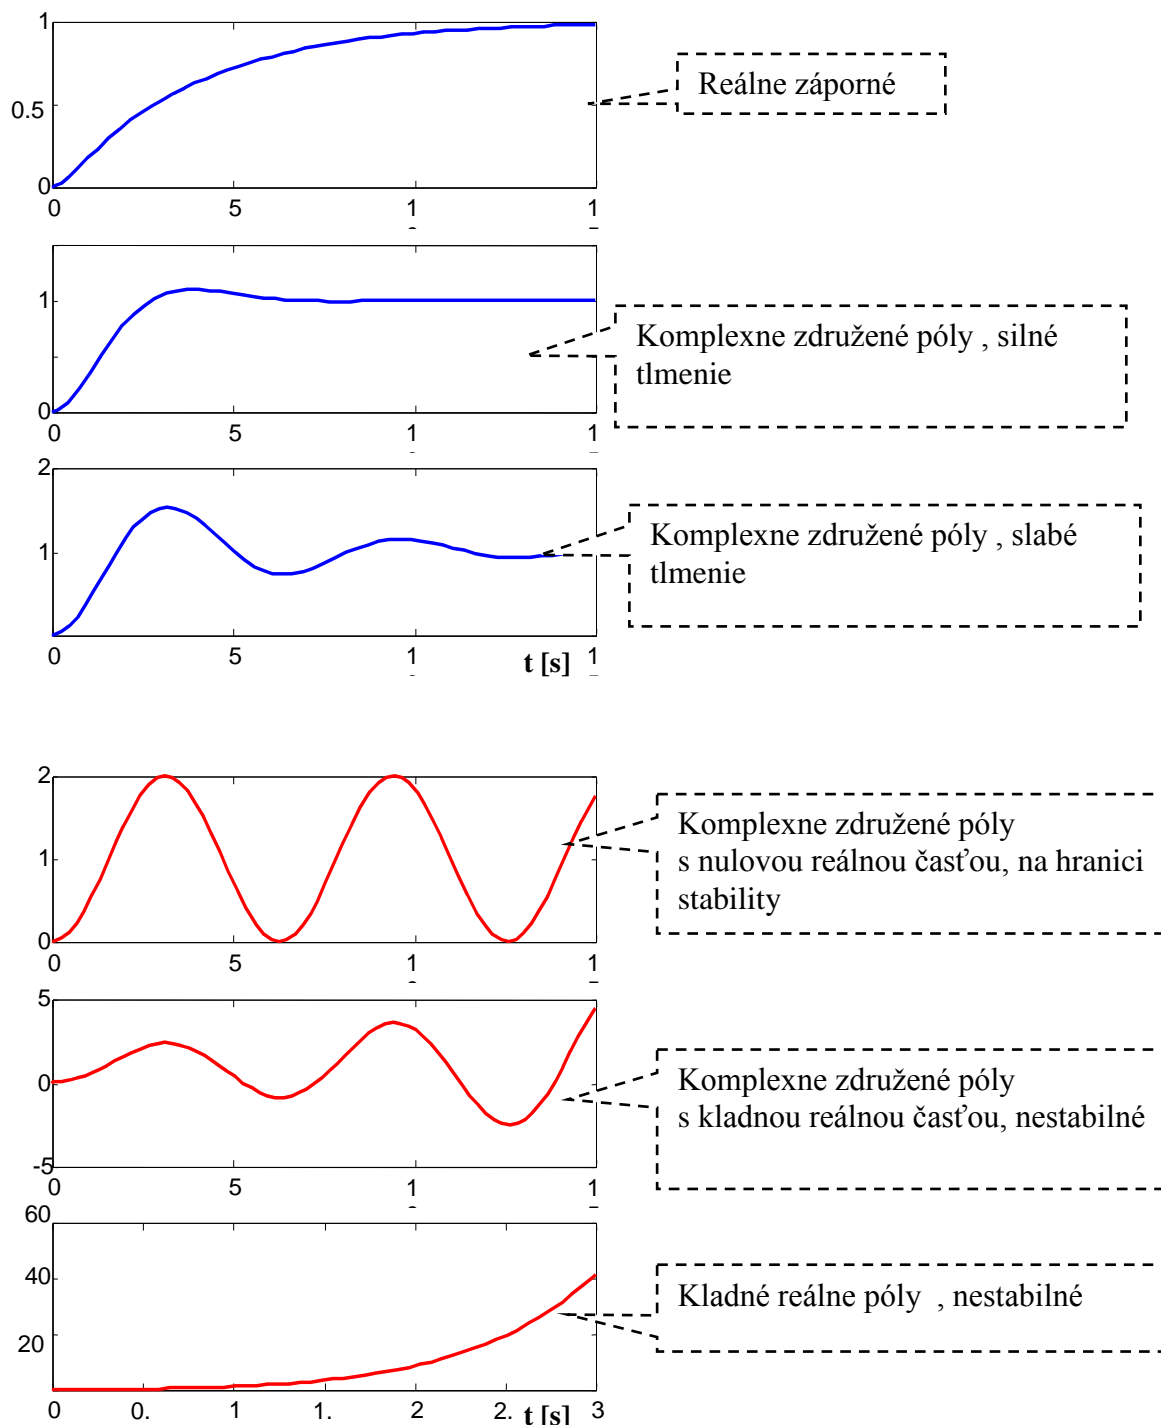 1
Reálne záporné
0.5
0
0 5 1 1
1
Komplexne združené póly , silné
tlmenie
0
0 5 1 1
2
Komplexne združené póly , slabé
tlmenie
1
0 5 1 1
t [s]
2
Komplexne združené póly
s nulovou reálnou časťou, na hranici
stability
1
0
0 5 1 1
5
Komplexne združené póly
s kladnou reálnou časťou, nestabilné
0
-5
0 5 1 1
60
40
Kladné reálne póly , nestabilné
20
0 0. 1 1. 2 2. 3
t [s]